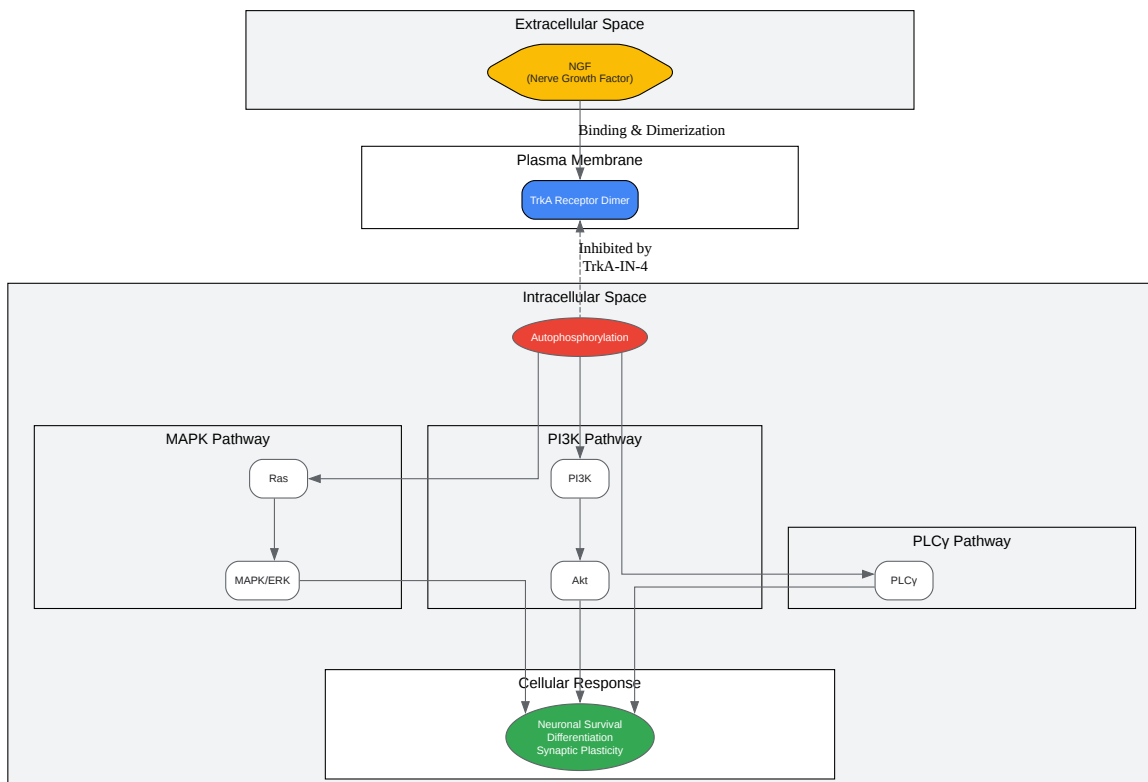 Extracellular Space
NGF
(Nerve Growth Factor)
Binding & Dimerization
Plasma Membrane
TrkA Receptor Dimer
Inhibited by
TrkA-IN-4
Intracellular Space
Autophosphorylation
MAPK Pathway
PI3K Pathway
Ras
PI3K
PLCγ Pathway
MAPK/ERK
Akt
PLCγ
Cellular Response
Neuronal Survival
Differentiation
Synaptic Plasticity